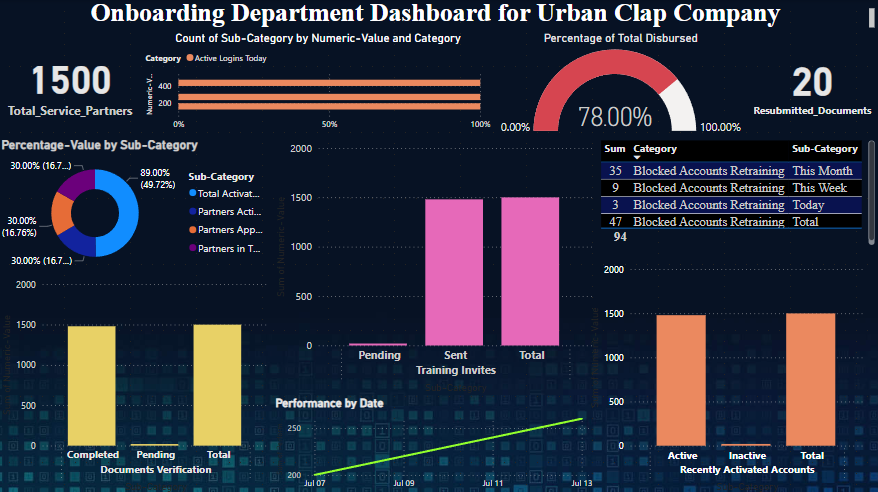 Onboarding Department Dashboard for Urban Clap Company
1500
Total_Service_Partners
Count of Sub-Category by Numeric-Value and Category
Category Active Logins Today
Numeric-V...
400
200
0% 50% 100%
Percentage of Total Disbursed
78.00%
0.00% 100.00%
20
Resubmitted_Documents
Percentage-Value by Sub-Category
30.00% (16.7...)
89.00%
(49.72%)
30.00%
(16.76%)
30.00% (16.7...)
Sub-Category
Total Activat...
Partners Acti...
Partners App...
Partners in T...
2000
1500
1000
500
0
Sum of Numeric-Value
Pending Sent Total
Training Invites
Sub-Category
Sum Category Sub-Category
35 Blocked Accounts Retraining This Month
9 Blocked Accounts Retraining This Week
3 Blocked Accounts Retraining Today
47 Blocked Accounts Retraining Total
94
2000
1500
1000
500
0
Completed Pending Total
Documents Verification
Performance by Date
250
200
Jul 07 Jul 09 Jul 11 Jul 13
2000
1500
1000
500
0
Active Inactive Total
Recently Activated Accounts